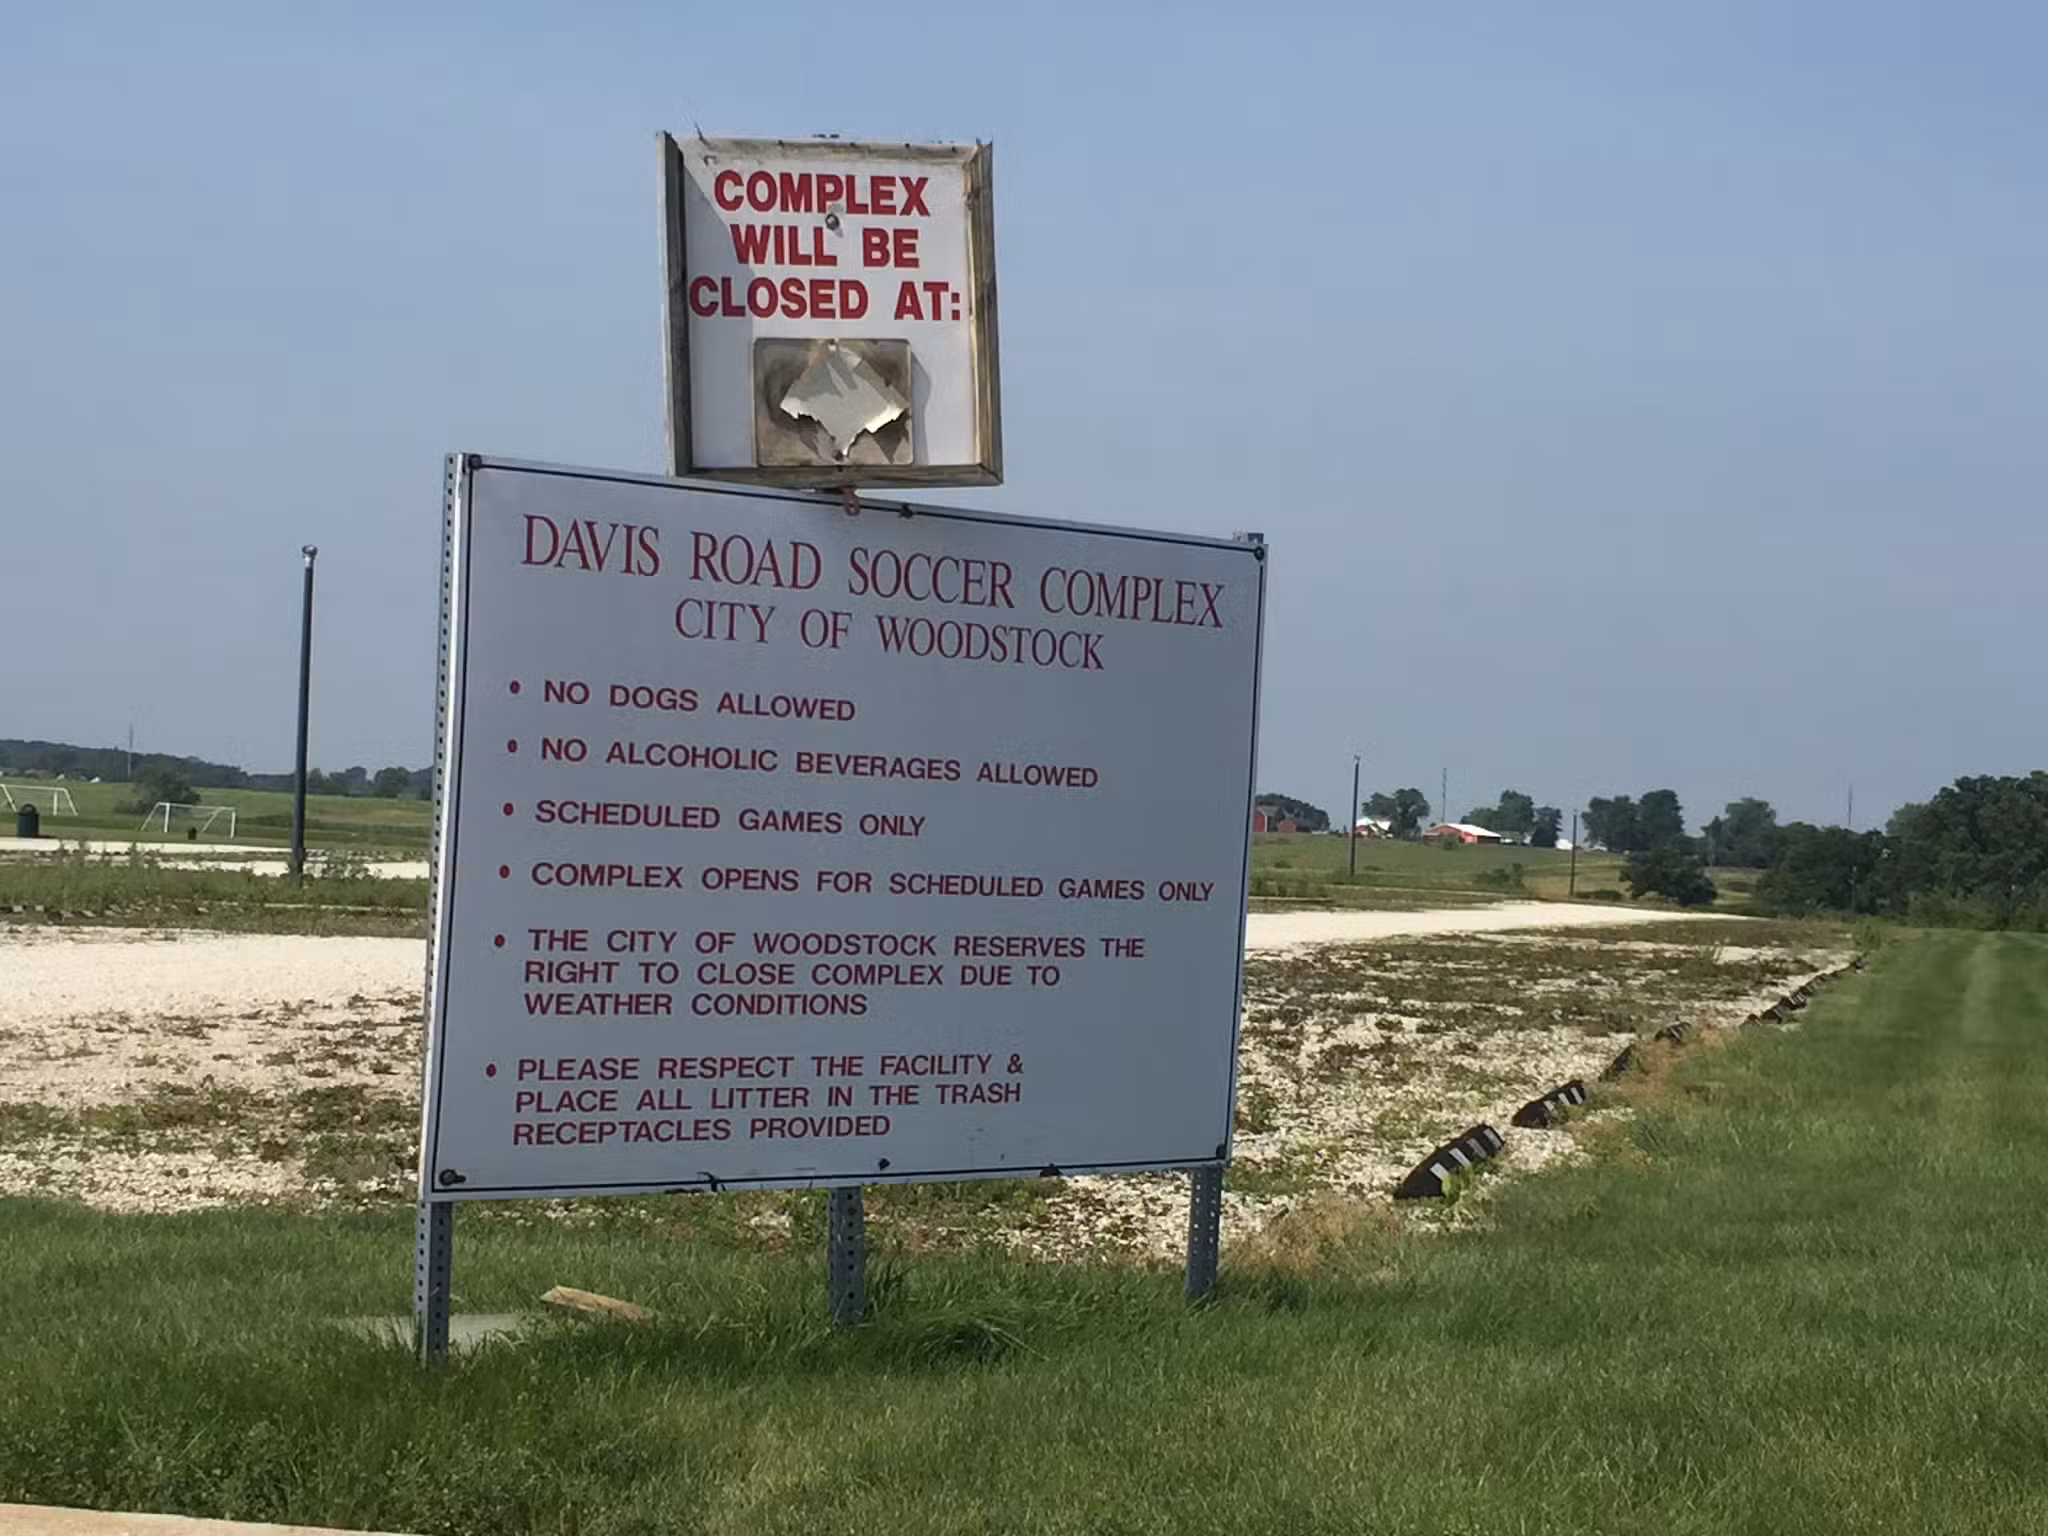 COMPLEX
WILL BE
CLOSED AT:
DAVIS ROAD SOCCER COMPLEX
CITY OF WOODSTOCK
• NO DOGS ALLOWED
• NO ALCOHOLIC BEVERAGES ALLOWED
• SCHEDULED GAMES ONLY
• COMPLEX OPENS FOR SCHEDULED GAMES ONLY
• THE CITY OF WOODSTOCK RESERVES THE
RIGHT TO CLOSE COMPLEX DUE TO
WEATHER CONDITIONS
• PLEASE RESPECT THE FACILITY &
PLACE ALL LITTER IN THE TRASH
RECEPTACLES PROVIDED